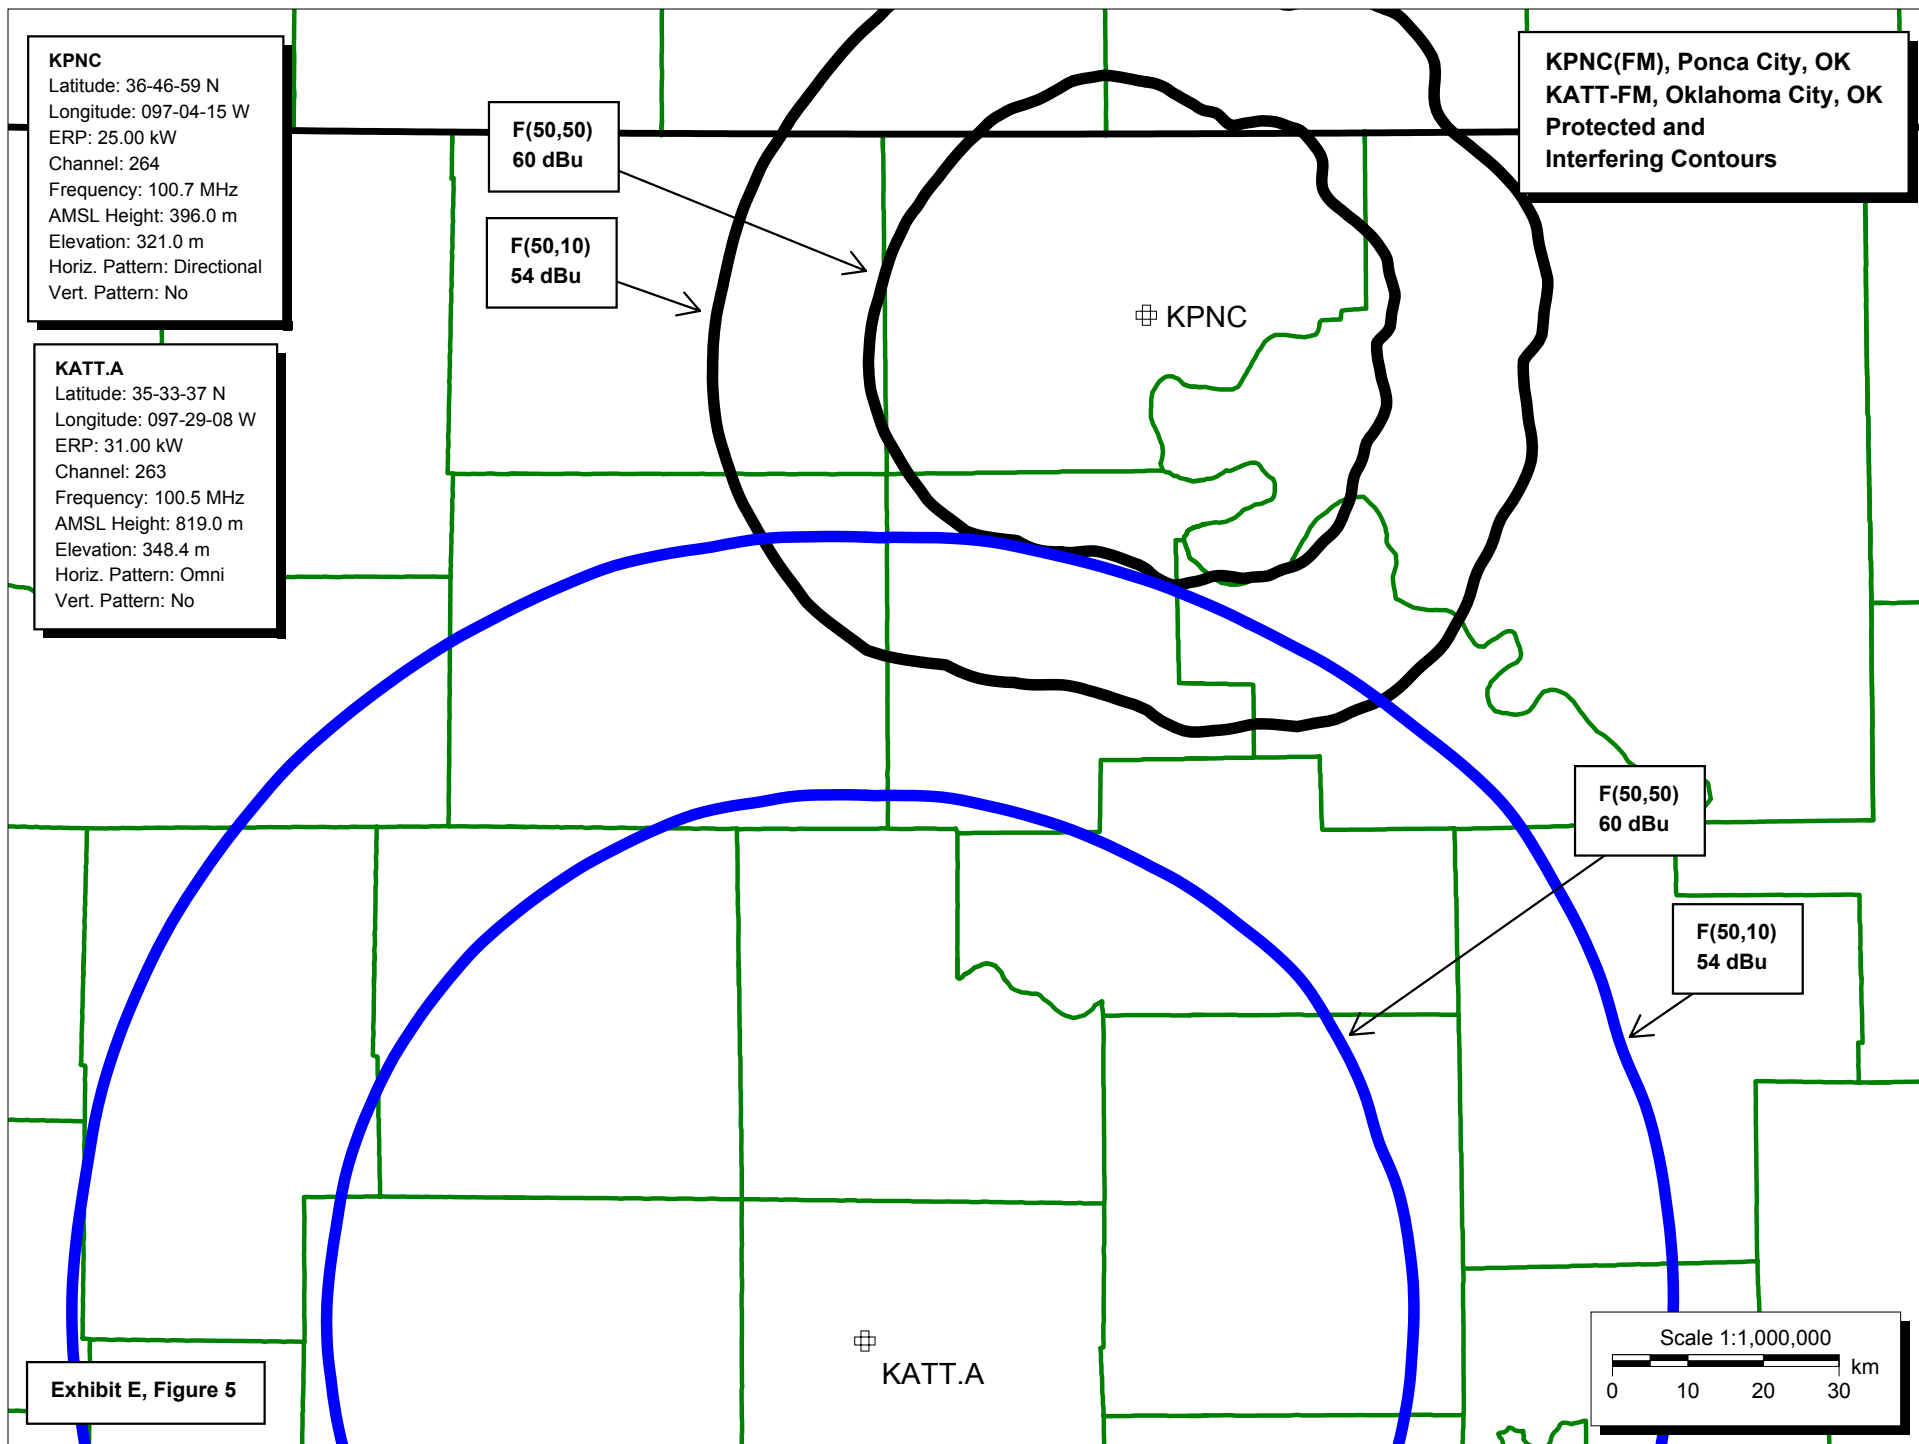 KPNC
Latitude: 36-46-59 N
Longitude: 097-04-15 W
ERP: 25.00 kW
Channel: 264
Frequency: 100.7 MHz
AMSL Height: 396.0 m
Elevation: 321.0 m
Horiz. Pattern: Directional
Vert. Pattern: No
KATT.A
Latitude: 35-33-37 N
Longitude: 097-29-08 W
ERP: 31.00 kW
Channel: 263
Frequency: 100.5 MHz
AMSL Height: 819.0 m
Elevation: 348.4 m
Horiz. Pattern: Omni
Vert. Pattern: No
F(50,50)
60 dBu
F(50,10)
54 dBu
KPNC(FM), Ponca City, OK
KATT-FM, Oklahoma City, OK
Protected and
Interfering Contours
KPNC
F(50,50)
60 dBu
F(50,10)
54 dBu
KATT.A
Scale 1:1,000,000
km
0 10 20 30
Exhibit E, Figure 5